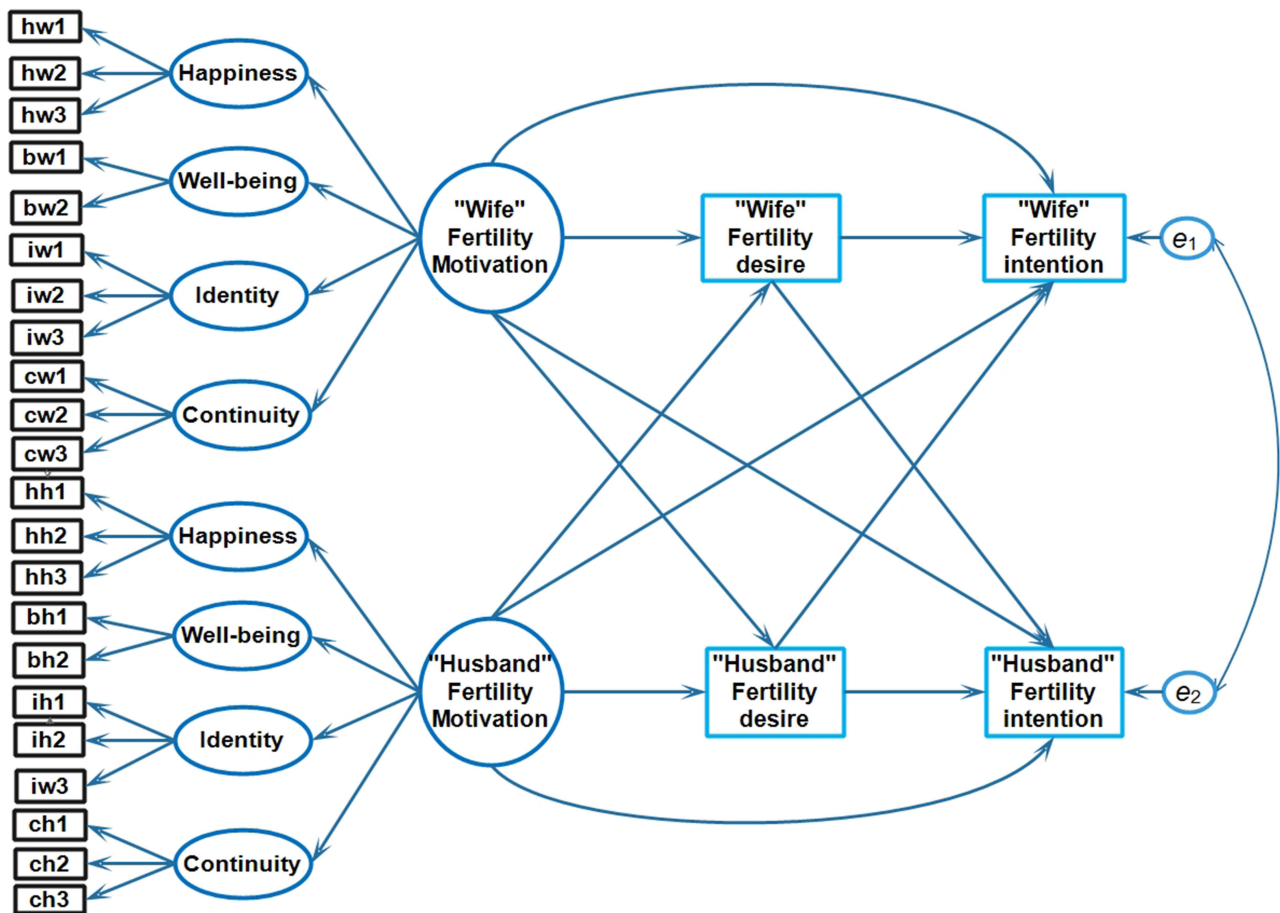 hw1
hw2
hw3
bw1
bw2
iw1
iw2
iw3
cw1
cw2
cw3
hh1
hh2
hh3
bh1
bh2
ih1
ih2
iw3
ch1
ch2
ch3
Happiness
Well-being
Identity
Continuity
Happiness
Well-being
Identity
Continuity
"Wife"
Fertility
Motivation
"Wife"
Fertility
desire
"Wife"
Fertility
intention
e1
"Husband"
Fertility
Motivation
"Husband"
Fertility
desire
"Husband"
Fertility
intention
e2